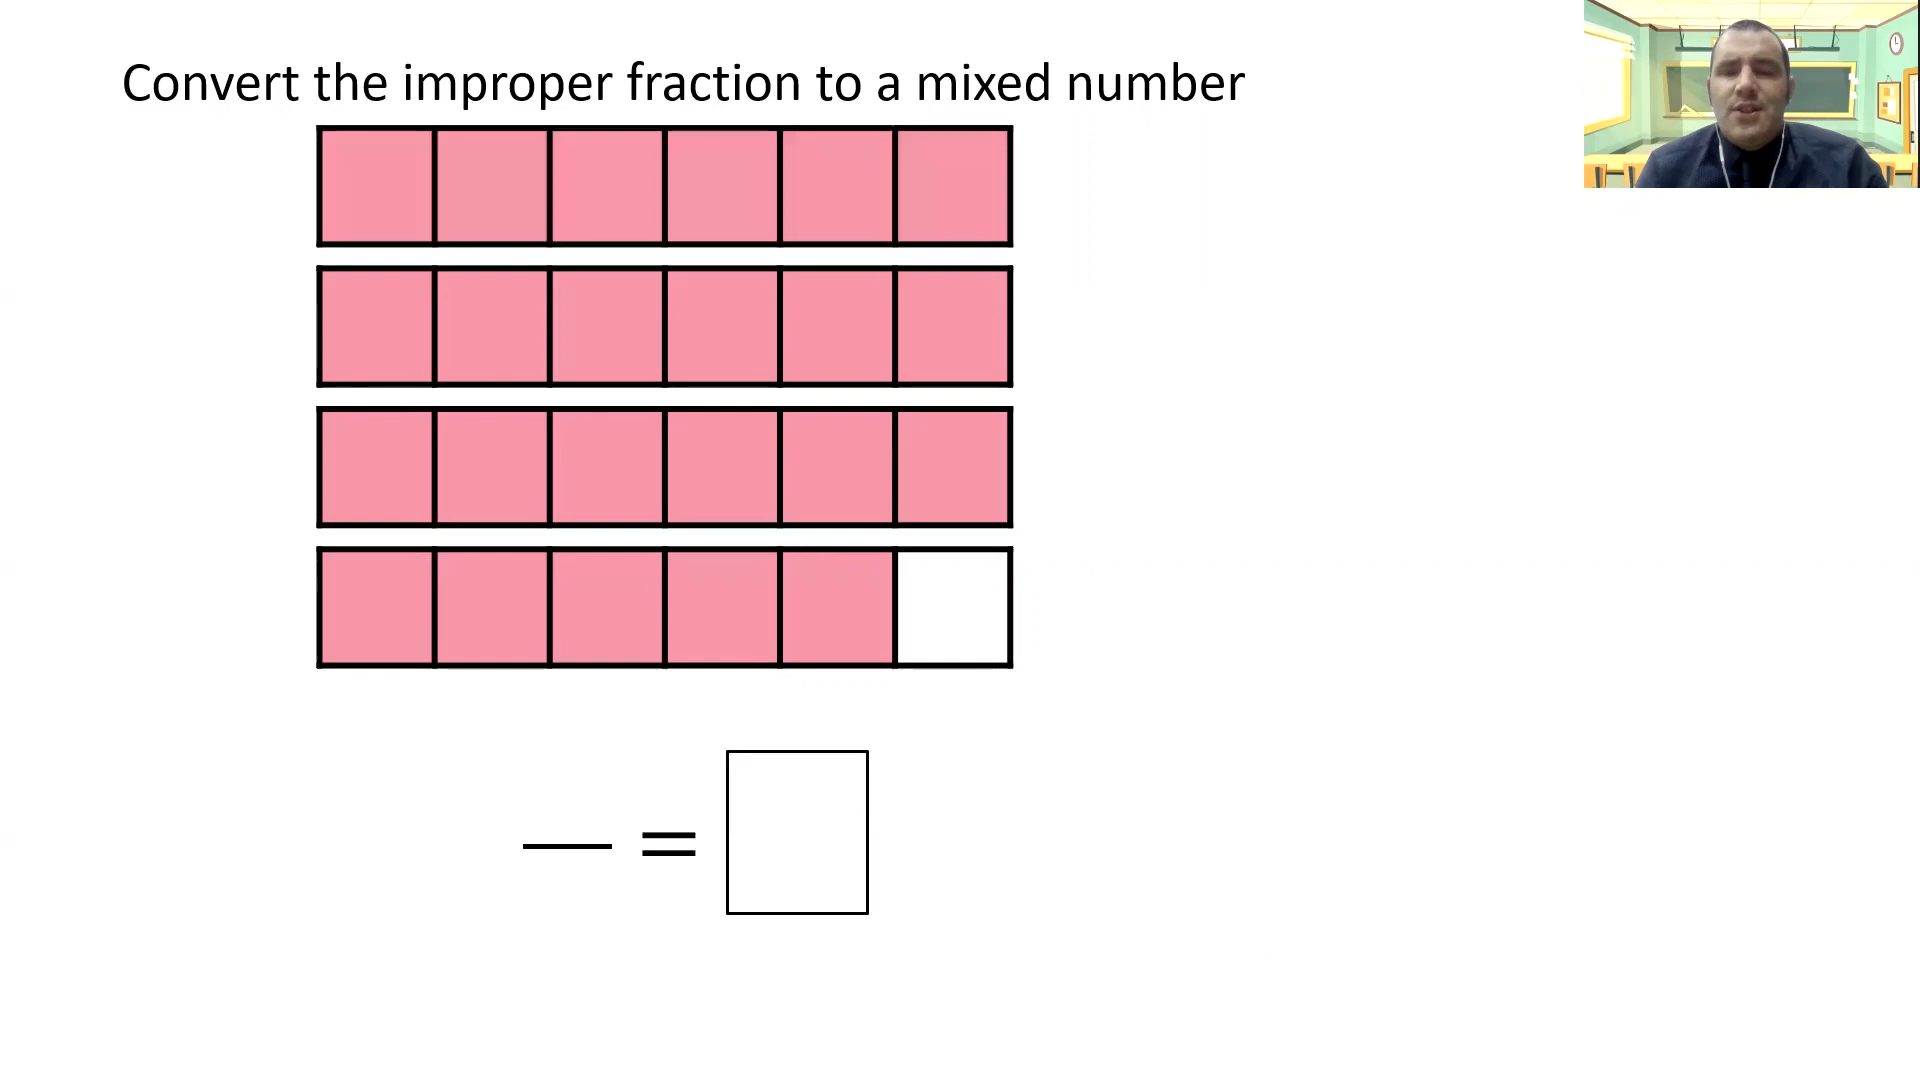 Convert the improper fraction to a mixed number
=